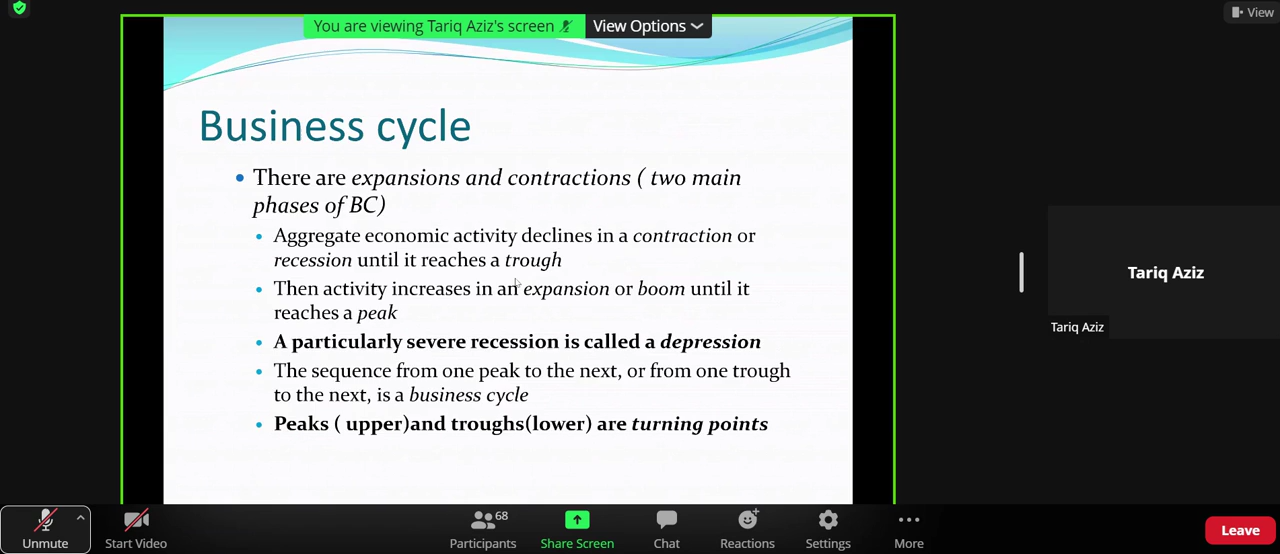 You are viewing Tariq Aziz's screen
View Options
View
Business cycle
• There are expansions and contractions ( two main
phases of BC)
• Aggregate economic activity declines in a contraction or
recession until it reaches a trough
• Then activity increases in an expansion or boom until it
reaches a peak
• A particularly severe recession is called a depression
• The sequence from one peak to the next, or from one trough
to the next, is a business cycle
• Peaks ( upper)and troughs(lower) are turning points
Tariq Aziz
Tariq Aziz
Unmute
Start Video
68
Participants
Share Screen
Chat
Reactions
Settings
More
Leave